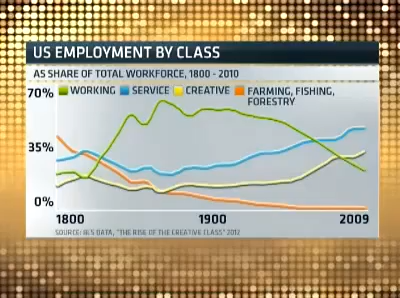 US EMPLOYMENT BY CLASS
AS SHARE OF TOTAL WORKFORCE, 1800 - 2010
70%
WORKING SERVICE CREATIVE FARMING, FISHING,
FORESTRY
35%
0%
1800 1900 2009
SOURCE: BLS DATA, "THE RISE OF THE CREATIVE CLASS" 2012